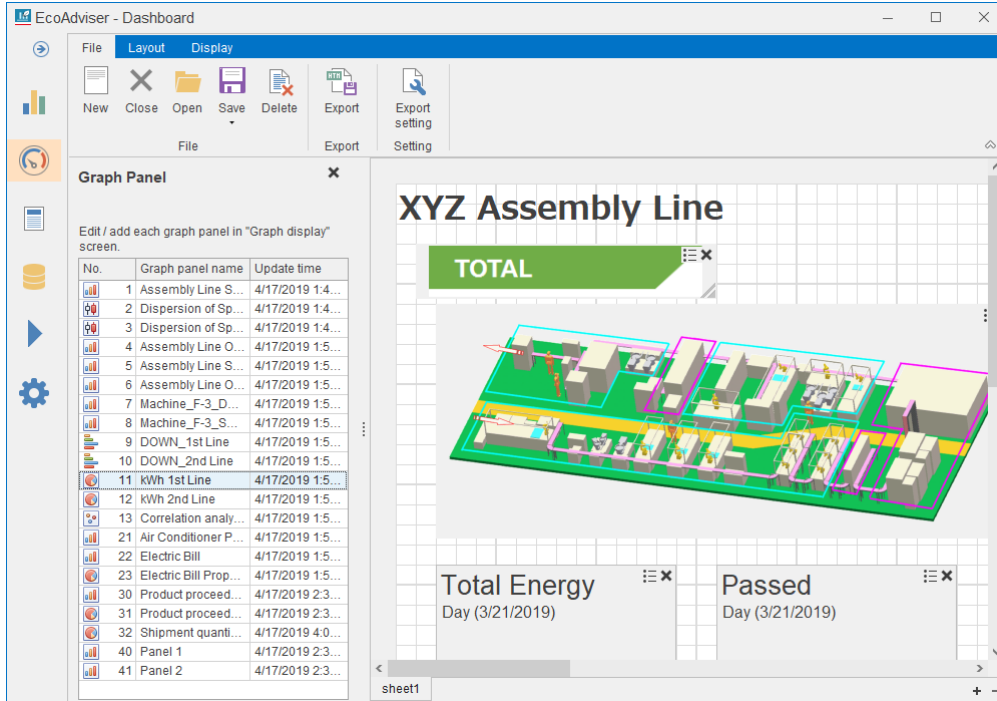 EcoAdviser - Dashboard
File Layout Display
New Close Open Save Delete Export Export setting
File Export Setting
Graph Panel
Edit / add each graph panel in "Graph display" screen.
No. Graph panel name Update time
1 Assembly Line S... 4/17/2019 1:4...
2 Dispersion of Sp... 4/17/2019 1:4...
3 Dispersion of Sp... 4/17/2019 1:4...
4 Assembly Line O... 4/17/2019 1:5...
5 Assembly Line S... 4/17/2019 1:5...
6 Assembly Line O... 4/17/2019 1:5...
7 Machine_F-3_D... 4/17/2019 1:5...
8 Machine_F-3_S... 4/17/2019 1:5...
9 DOWN_1st Line 4/17/2019 1:5...
10 DOWN_2nd Line 4/17/2019 1:5...
11 kWh 1st Line 4/17/2019 1:5...
12 kWh 2nd Line 4/17/2019 1:5...
13 Correlation analy... 4/17/2019 1:5...
21 Air Conditioner P... 4/17/2019 1:5...
22 Electric Bill 4/17/2019 1:5...
23 Electric Bill Prop... 4/17/2019 1:5...
30 Product proceed... 4/17/2019 2:3...
31 Product proceed... 4/17/2019 2:3...
32 Shipment quanti... 4/17/2019 4:0...
40 Panel 1 4/17/2019 2:3...
41 Panel 2 4/17/2019 2:3...
XYZ Assembly Line
TOTAL
Total Energy
Day (3/21/2019)
Passed
Day (3/21/2019)
sheet1